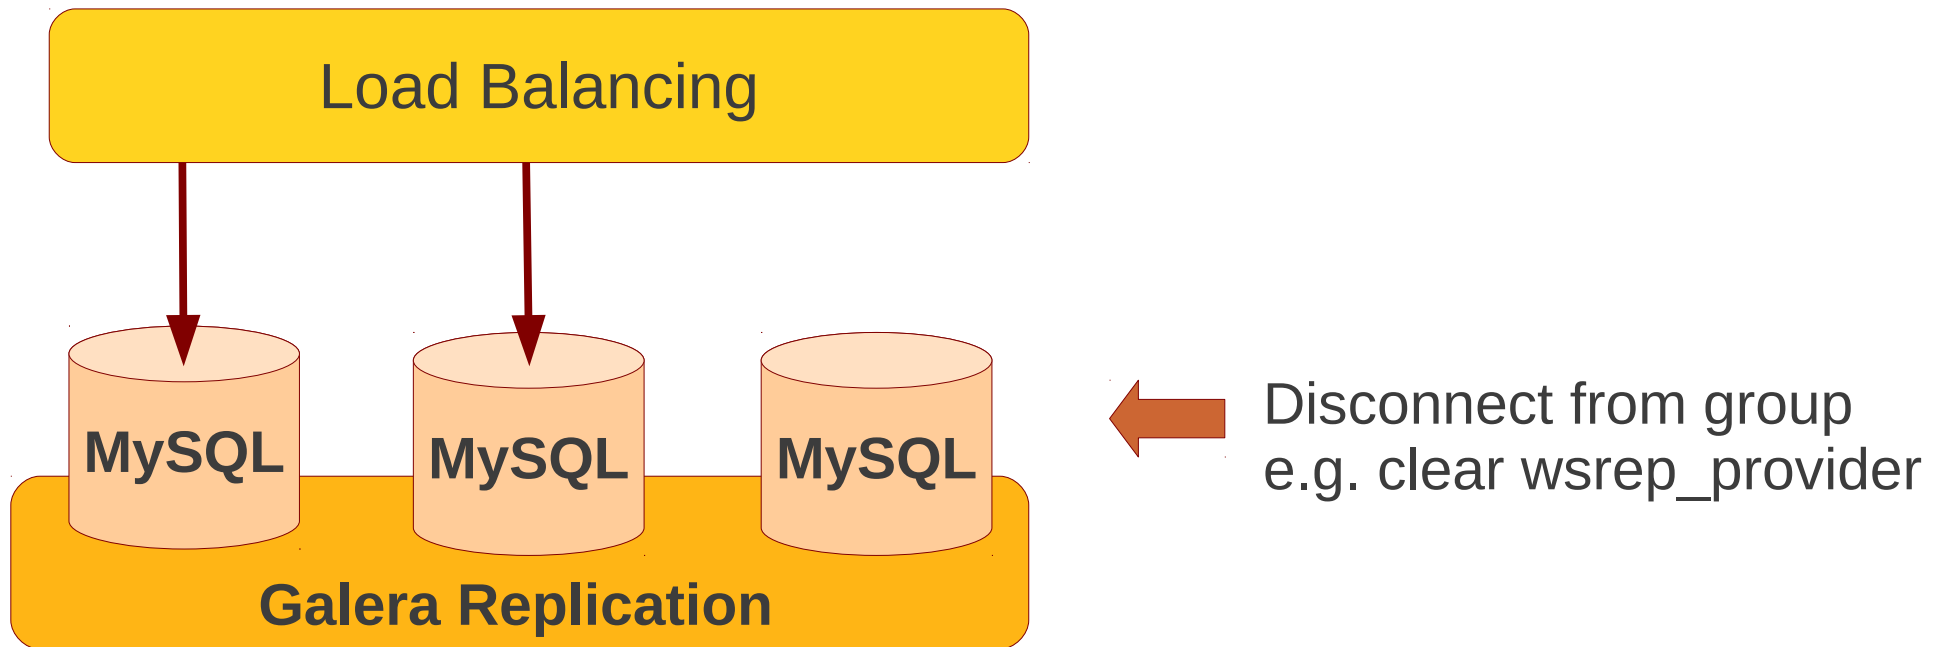 Load Balancing
MySQL
MySQL
MySQL
Disconnect from group
e.g. clear wsrep_provider
Galera Replication